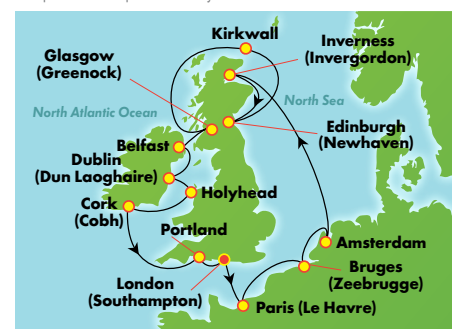 Kirkwall
Glasgow
(Greenock)
Inverness
(Invergordon)
North Atlantic Ocean
North Sea
Edinburgh
(Newhaven)
Belfast
Dublin
(Dun Laoghaire)
Holyhead
Cork
(Cobh)
Portland
Amsterdam
London
(Southampton)
Bruges
(Zeebrugge)
Paris (Le Havre)